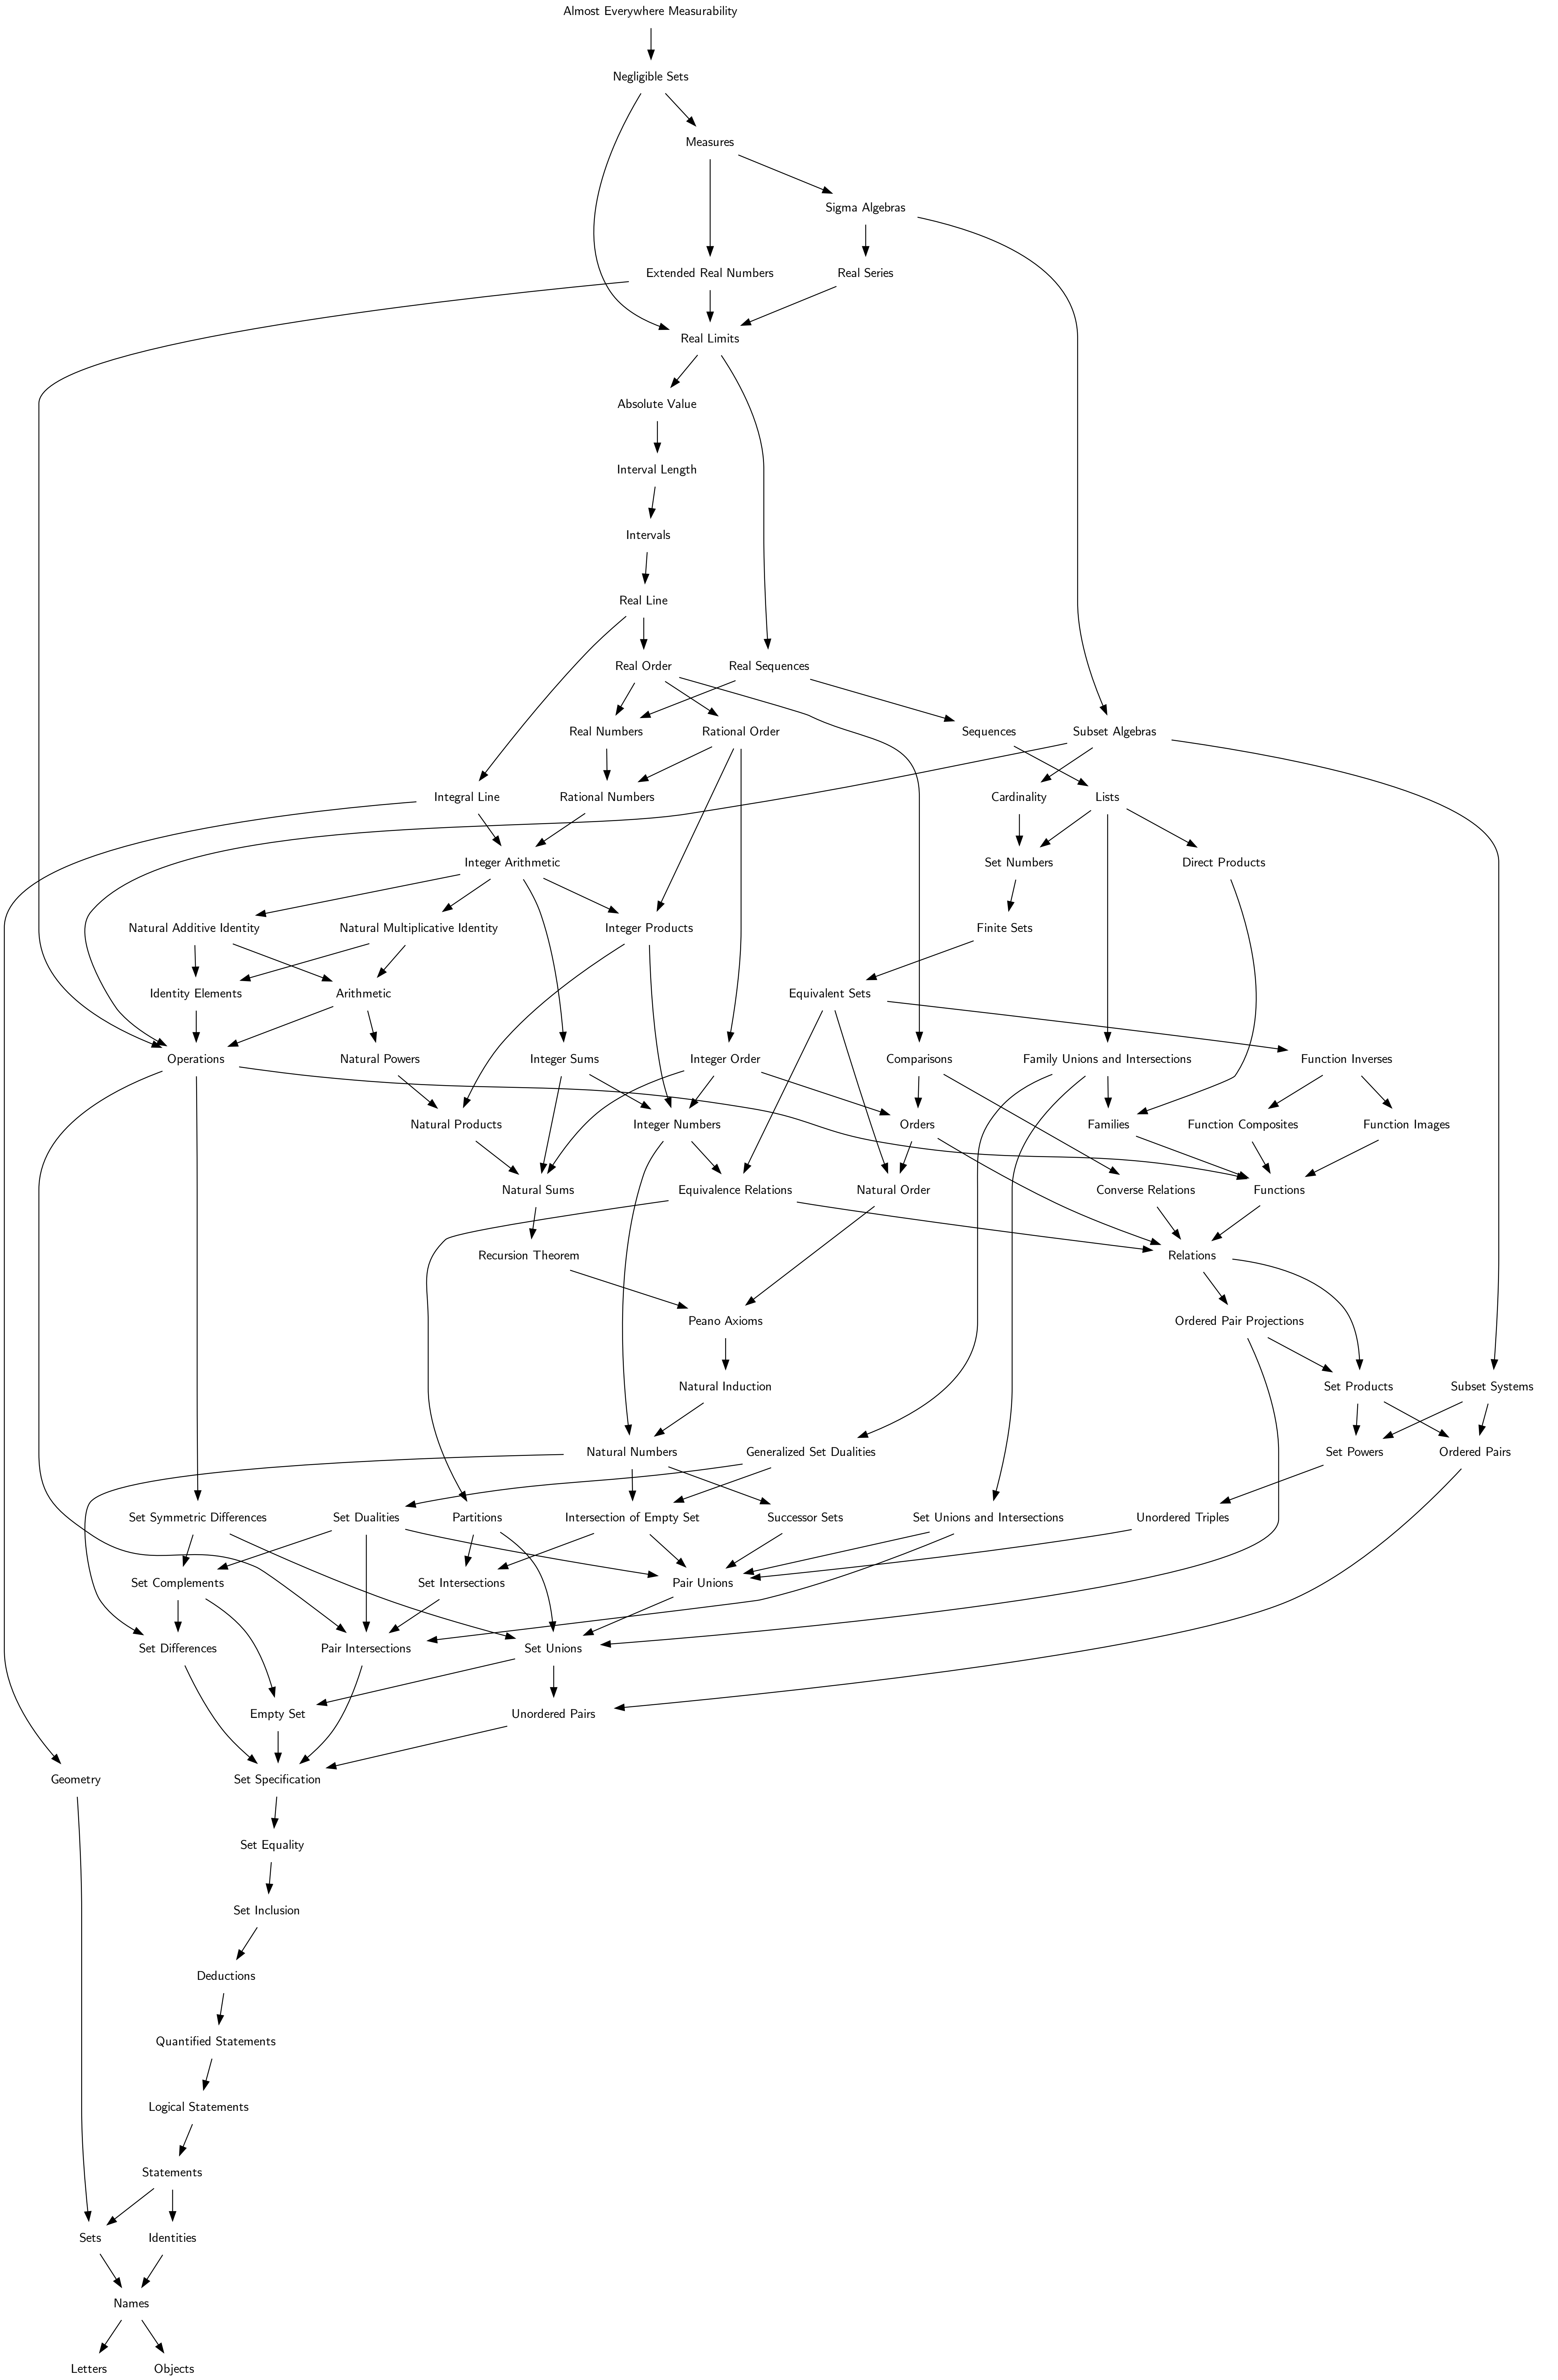 Almost Everywhere Measurability
Negligible Sets
Measures
Sigma Algebras
Extended Real Numbers
Real Series
Real Limits
Absolute Value
Interval Length
Intervals
Real Line
Real Order
Real Sequences
Real Numbers
Rational Order
Sequences
Subset Algebras
Integral Line
Rational Numbers
Cardinality
Lists
Integer Arithmetic
Set Numbers
Direct Products
Natural Additive Identity
Natural Multiplicative Identity
Integer Products
Finite Sets
Identity Elements
Arithmetic
Equivalent Sets
Operations
Natural Powers
Integer Sums
Integer Order
Comparisons
Family Unions and Intersections
Function Inverses
Natural Products
Integer Numbers
Orders
Families
Function Composites
Function Images
Natural Sums
Equivalence Relations
Natural Order
Converse Relations
Functions
Recursion Theorem
Relations
Peano Axioms
Ordered Pair Projections
Natural Induction
Set Products
Subset Systems
Natural Numbers
Generalized Set Dualities
Set Powers
Ordered Pairs
Set Symmetric Differences
Set Dualities
Partitions
Intersection of Empty Set
Successor Sets
Set Unions and Intersections
Unordered Triples
Set Complements
Set Intersections
Pair Unions
Set Differences
Pair Intersections
Set Unions
Empty Set
Unordered Pairs
Geometry
Set Specification
Set Equality
Set Inclusion
Deductions
Quantified Statements
Logical Statements
Statements
Sets
Identities
Names
Letters
Objects